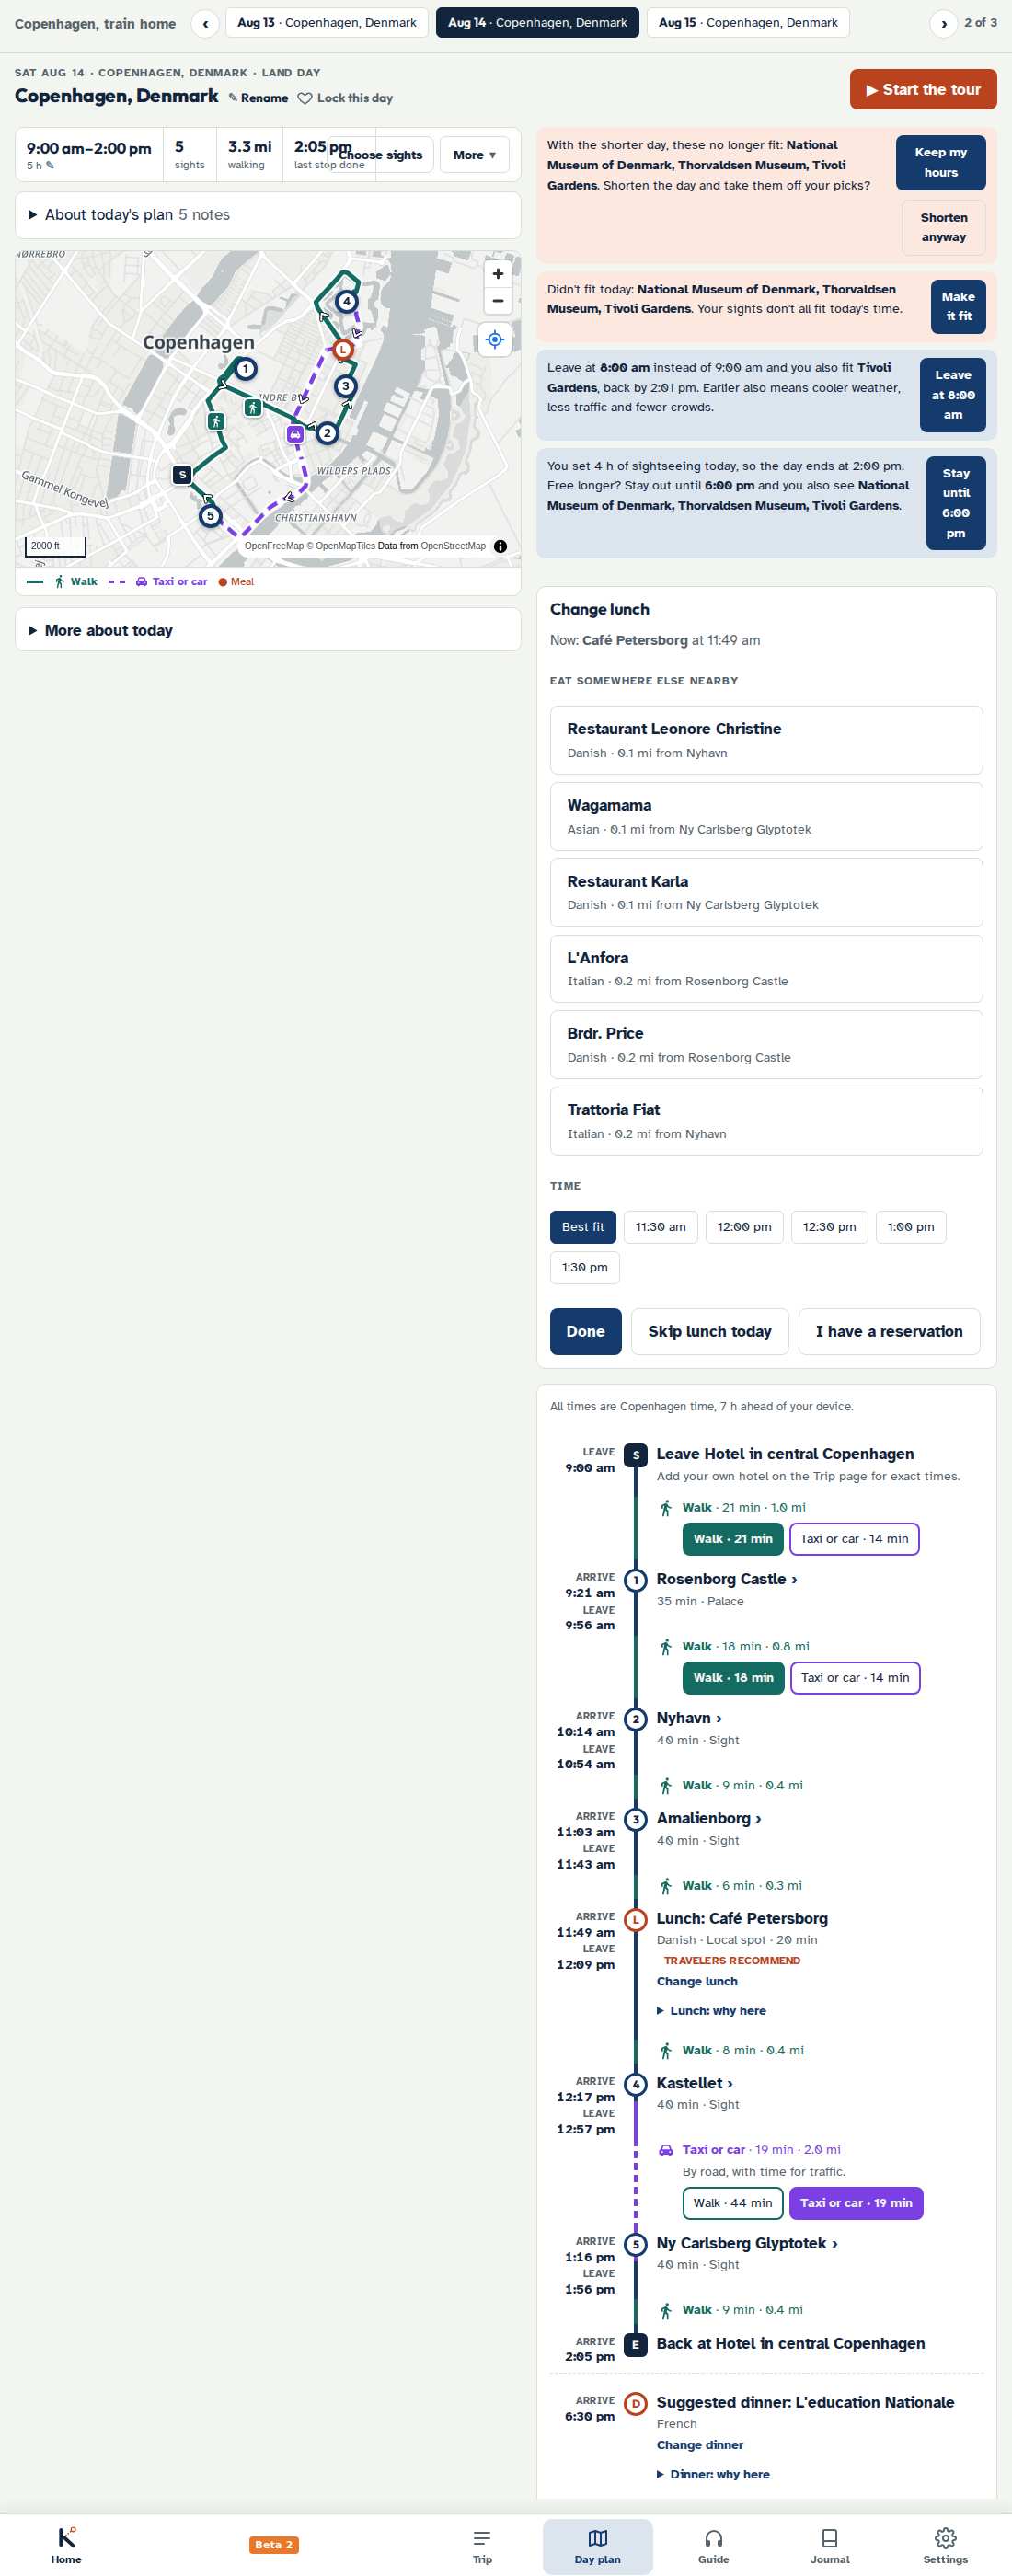 Copenhagen, train home
‹
Aug 13 · Copenhagen, Denmark
Aug 14 · Copenhagen, Denmark
Aug 15 · Copenhagen, Denmark
›
2 of 3
SAT AUG 14 · COPENHAGEN, DENMARK · LAND DAY
Copenhagen, Denmark ✎ Rename Lock this day
▶ Start the tour
9:00 am–2:00 pm
5 h ✎
5
sights
3.3 mi
walking
2:05 pm
last stop done
Choose sights
More ▾
▶ About today's plan 5 notes
NØRREBRO
Copenhagen
INDRE B
WILDERS PLADS
Gammel Kongevej
CHRISTIANSHAVN
1
2
3
4
5
L
S
+
−
2000 ft
OpenFreeMap © OpenMapTiles Data from OpenStreetMap
Walk
Taxi or car
Meal
▶ More about today
With the shorter day, these no longer fit: National
Museum of Denmark, Thorvaldsen Museum, Tivoli
Gardens. Shorten the day and take them off your picks?
Keep my
hours
Shorten
anyway
Didn't fit today: National Museum of Denmark, Thorvaldsen
Museum, Tivoli Gardens. Your sights don't all fit today's time.
Make
it fit
Leave at 8:00 am instead of 9:00 am and you also fit Tivoli
Gardens, back by 2:01 pm. Earlier also means cooler weather,
less traffic and fewer crowds.
Leave
at 8:00
am
You set 4 h of sightseeing today, so the day ends at 2:00 pm.
Free longer? Stay out until 6:00 pm and you also see National
Museum of Denmark, Thorvaldsen Museum, Tivoli Gardens.
Stay
until
6:00
pm
Change lunch
Now: Café Petersborg at 11:49 am
EAT SOMEWHERE ELSE NEARBY
Restaurant Leonore Christine
Danish · 0.1 mi from Nyhavn
Wagamama
Asian · 0.1 mi from Ny Carlsberg Glyptotek
Restaurant Karla
Danish · 0.1 mi from Ny Carlsberg Glyptotek
L'Anfora
Italian · 0.2 mi from Rosenborg Castle
Brdr. Price
Danish · 0.2 mi from Rosenborg Castle
Trattoria Fiat
Italian · 0.2 mi from Nyhavn
TIME
Best fit
11:30 am
12:00 pm
12:30 pm
1:00 pm
1:30 pm
Done
Skip lunch today
I have a reservation
All times are Copenhagen time, 7 h ahead of your device.
LEAVE
9:00 am
S
Leave Hotel in central Copenhagen
Add your own hotel on the Trip page for exact times.
Walk · 21 min · 1.0 mi
Walk · 21 min
Taxi or car · 14 min
ARRIVE
9:21 am
LEAVE
9:56 am
1
Rosenborg Castle ›
35 min · Palace
Walk · 18 min · 0.8 mi
Walk · 18 min
Taxi or car · 14 min
ARRIVE
10:14 am
LEAVE
10:54 am
2
Nyhavn ›
40 min · Sight
Walk · 9 min · 0.4 mi
ARRIVE
11:03 am
LEAVE
11:43 am
3
Amalienborg ›
40 min · Sight
Walk · 6 min · 0.3 mi
ARRIVE
11:49 am
LEAVE
12:09 pm
L
Lunch: Café Petersborg
Danish · Local spot · 20 min
TRAVELERS RECOMMEND
Change lunch
▶ Lunch: why here
Walk · 8 min · 0.4 mi
ARRIVE
12:17 pm
LEAVE
12:57 pm
4
Kastellet ›
40 min · Sight
Taxi or car · 19 min · 2.0 mi
By road, with time for traffic.
Walk · 44 min
Taxi or car · 19 min
ARRIVE
1:16 pm
LEAVE
1:56 pm
5
Ny Carlsberg Glyptotek ›
40 min · Sight
Walk · 9 min · 0.4 mi
ARRIVE
2:05 pm
E
Back at Hotel in central Copenhagen
ARRIVE
6:30 pm
D
Suggested dinner: L'education Nationale
French
Change dinner
▶ Dinner: why here
Home
Beta 2
Trip
Day plan
Guide
Journal
Settings